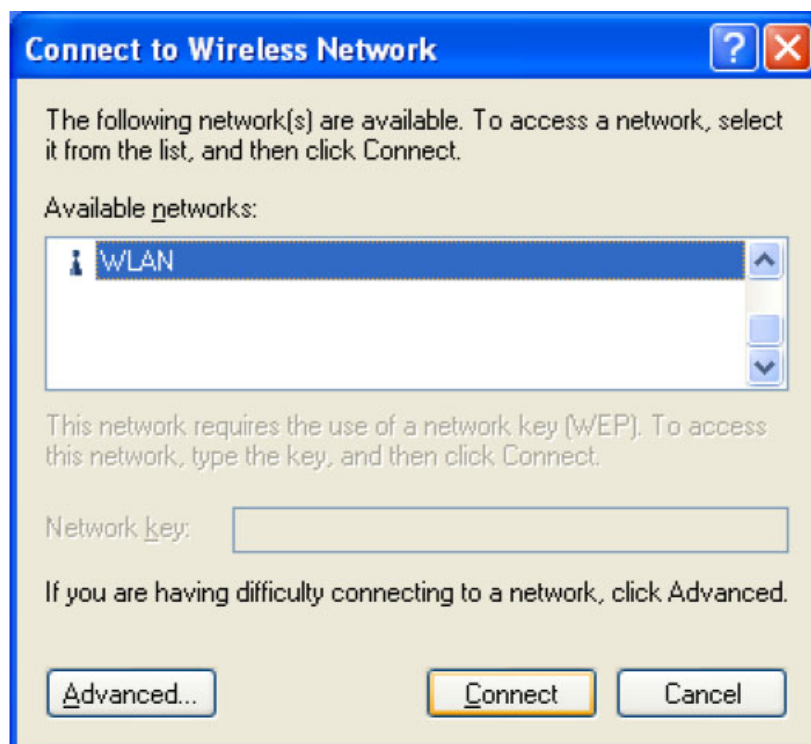 Connect to Wireless Network
The following network(s) are available. To access a network, select
it from the list, and then click Connect.
Available networks:
WLAN
This network requires the use of a network key (WEP). To access
this network, type the key, and then click Connect.
Network key:
If you are having difficulty connecting to a network, click Advanced.
Advanced... Connect Cancel